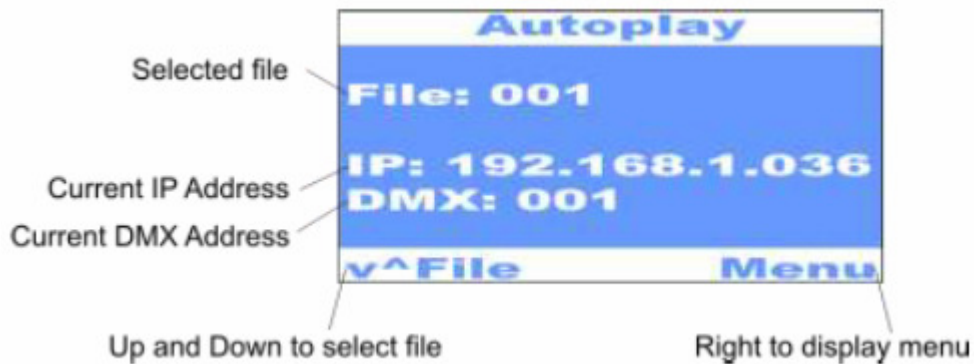 Autoplay
Selected file
File: 001
IP: 192.168.1.036
Current IP Address
DMX: 001
Current DMX Address
v^File Menu
Up and Down to select file Right to display menu